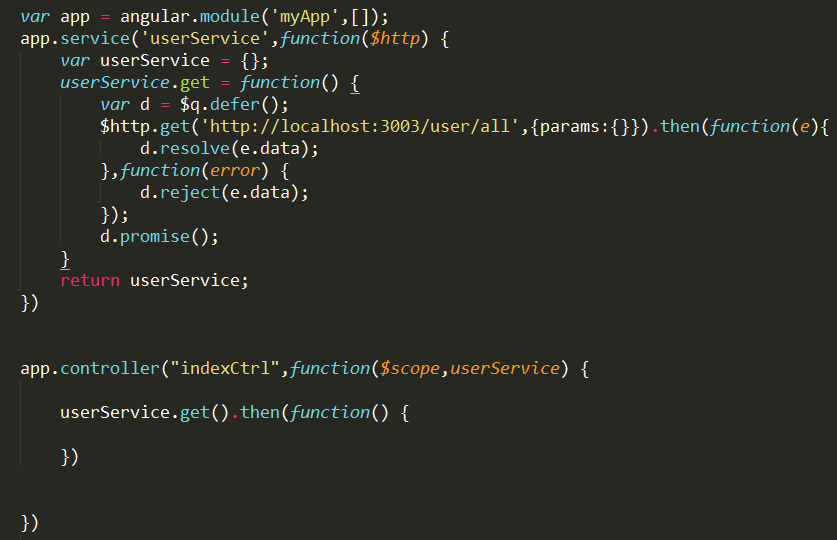 var app = angular.module('myApp',[]);
app.service('userService',function($http) {
var userService = {};
userService.get = function() {
var d = $q.defer();
$http.get('http://localhost:3003/user/all',{params:{}}).then(function(e){
d.resolve(e.data);
},function(error) {
d.reject(e.data);
});
d.promise();
}
return userService;
})
app.controller("indexCtrl",function($scope,userService) {
userService.get().then(function() {
})
})